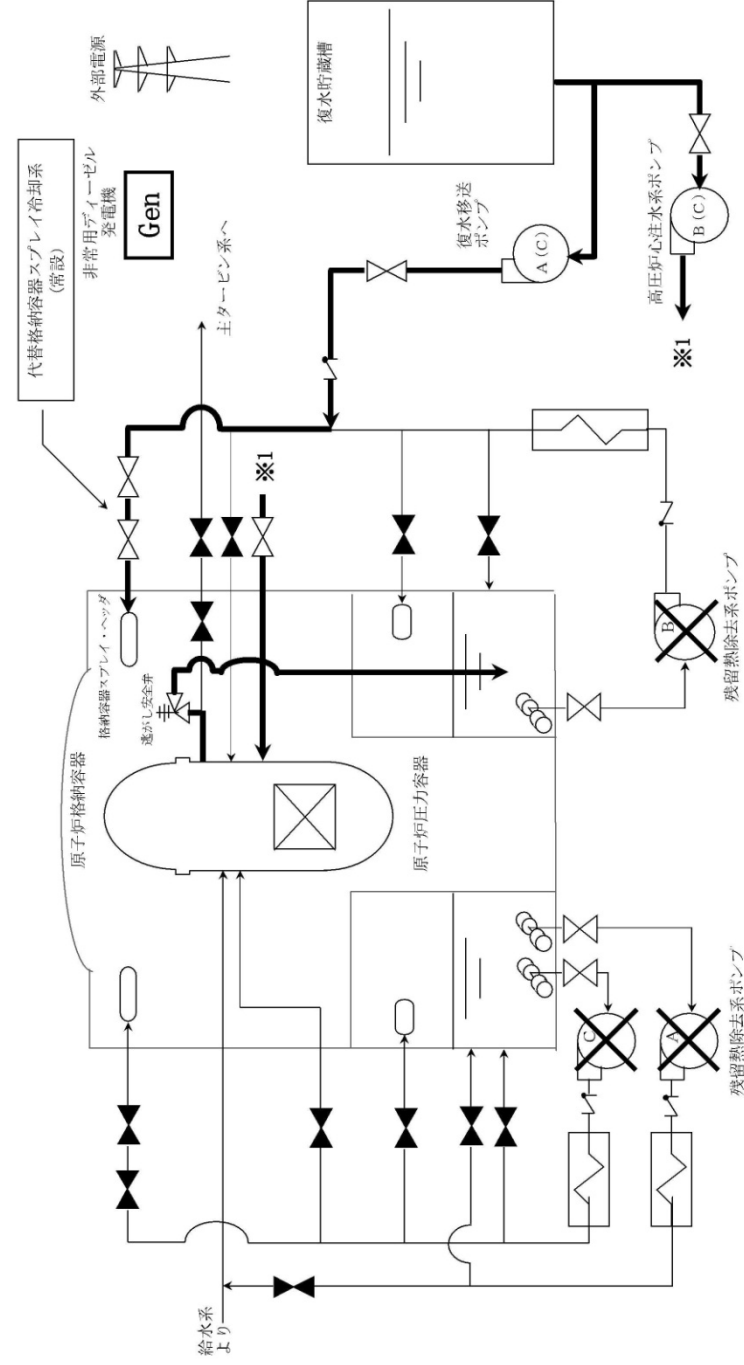 代替格納容器スプレイ冷却系
(常設)
外部電源
非常用ディーゼル
発電機
Gen
復水貯蔵槽
主タービン系へ
復水移送
ポンプ
A (C)
高圧炉心注水系ポンプ
B (C)
※1
※1
原子炉格納容器
格納容器スプレイ・ヘッダ
逃がし安全弁
原子炉圧力容器
給水系
より
残留熱除去系ポンプ
B
残留熱除去系ポンプ
C
A